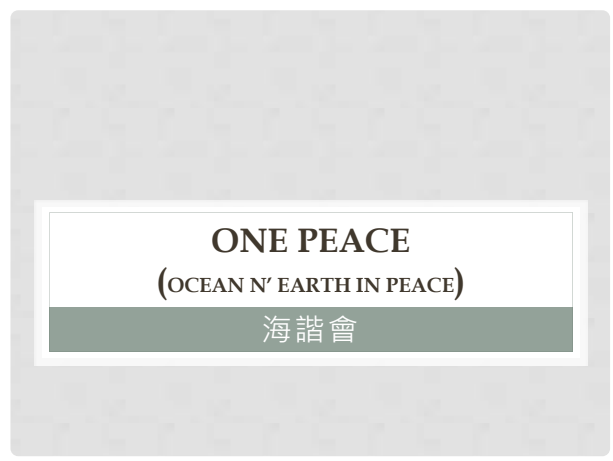 ONE PEACE
(OCEAN N' EARTH IN PEACE)
海諧會